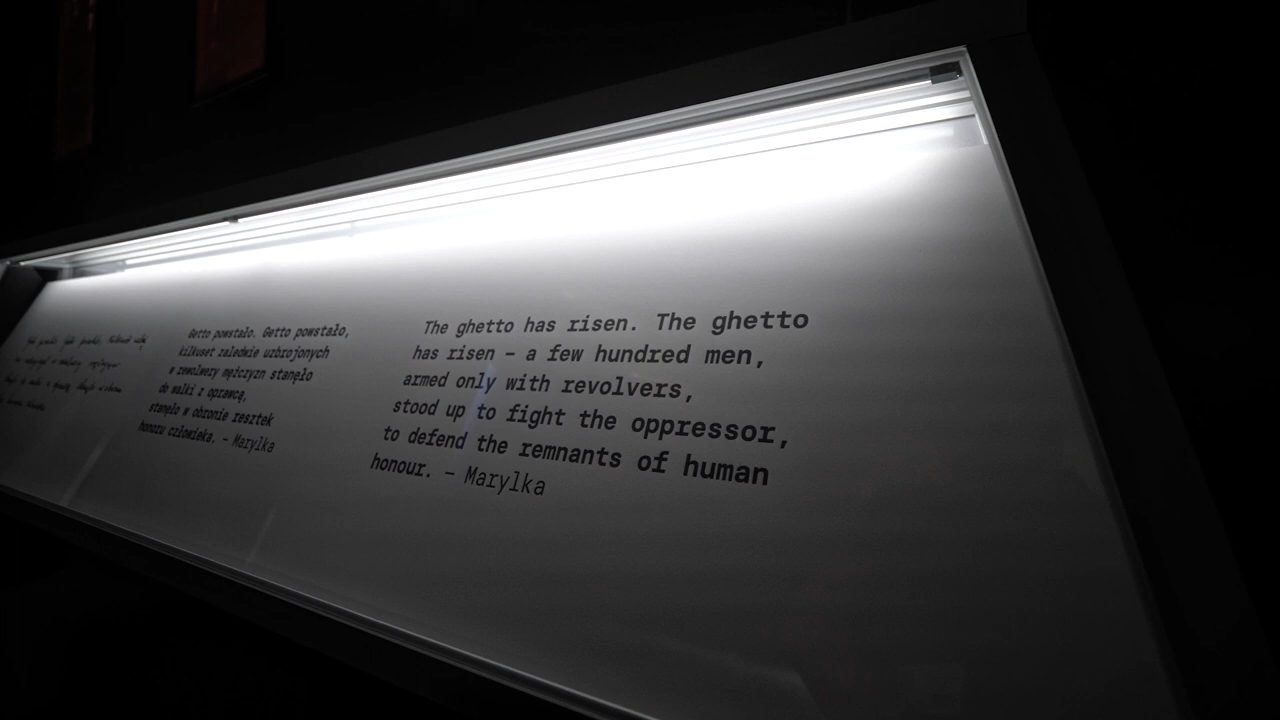 Getto powstało. Getto powstało,
kilkuset zaledwie uzbrojonych
w rewolwery mężczyzn stanęło
do walki z oprawcą,
stanęło w obronie resztek
honoru człowieka. – Marylka
The ghetto has risen. The ghetto
has risen – a few hundred men,
armed only with revolvers,
stood up to fight the oppressor,
to defend the remnants of human
honour. – Marylka